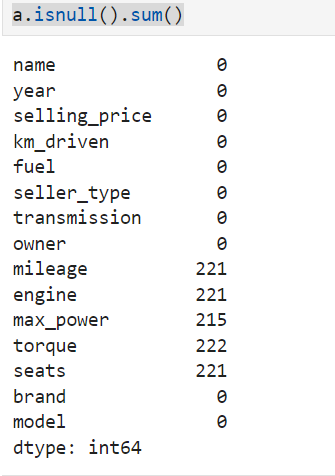 a.isnull().sum()
name 0
year 0
selling_price 0
km_driven 0
fuel 0
seller_type 0
transmission 0
owner 0
mileage 221
engine 221
max_power 215
torque 222
seats 221
brand 0
model 0
dtype: int64